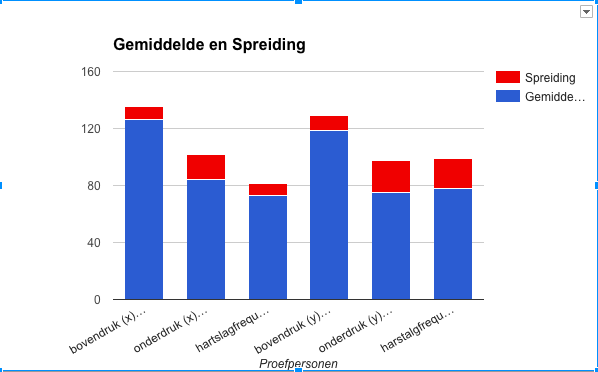 Gemiddelde en Spreiding
Spreiding
Gemidde…
160
120
80
40
0
bovendruk (x)…
onderdruk (x)…
hartslagfrequ…
bovendruk (y)…
onderdruk (y)…
harstalgfrequ…
Proefpersonen